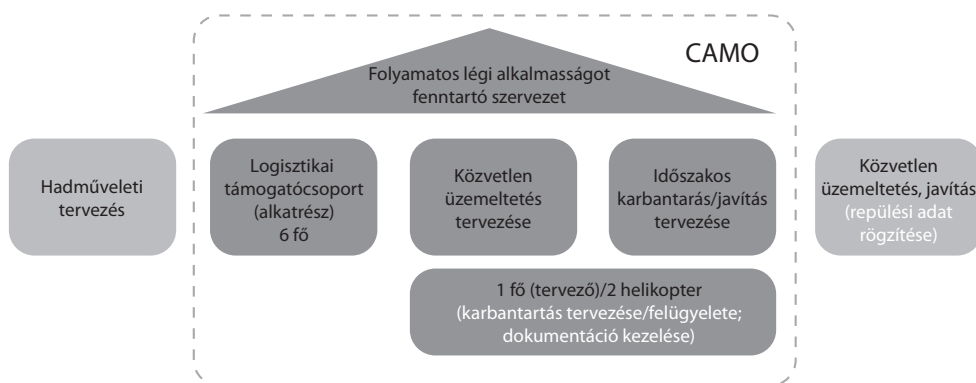 CAMO
Folyamatos légi alkalmasságot
fenntartó szervezet
Hadműveleti
tervezés
Logisztikai
támogatócsoport
(alkatrész)
6 fő
Közvetlen
üzemeltetés
tervezése
Időszakos
karbantarás/javítás
tervezése
Közvetlen
üzemeltetés, javítás
(repülési adat
rögzítése)
1 fő (tervező)/2 helikopter
(karbantartás tervezése/felügyelete;
dokumentáció kezelése)